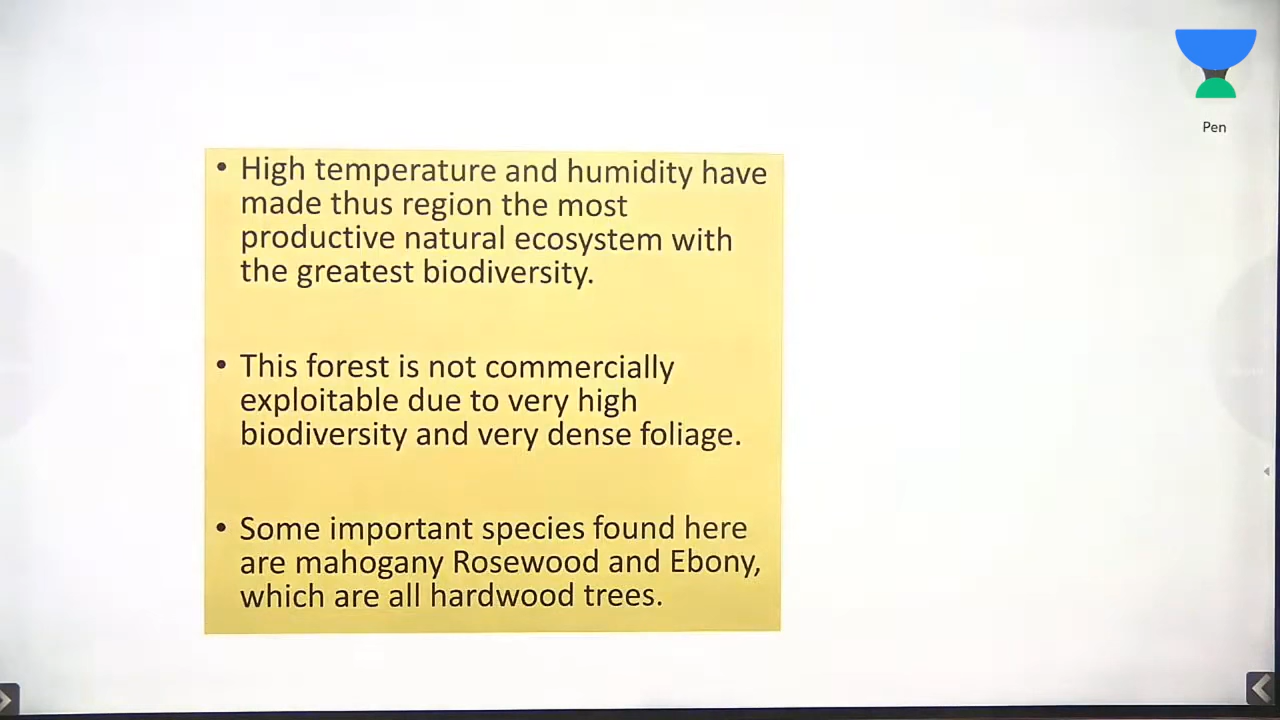 Pen
• High temperature and humidity have
made thus region the most
productive natural ecosystem with
the greatest biodiversity.
• This forest is not commercially
exploitable due to very high
biodiversity and very dense foliage.
• Some important species found here
are mahogany Rosewood and Ebony,
which are all hardwood trees.